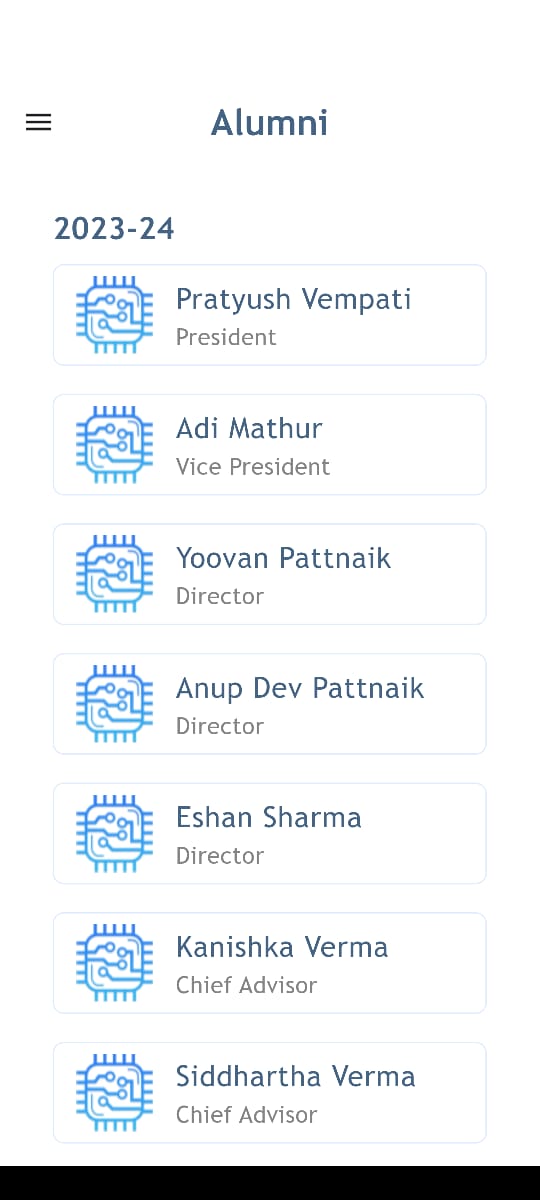 Alumni
2023-24
Pratyush Vempati
President
Adi Mathur
Vice President
Yoovan Pattnaik
Director
Anup Dev Pattnaik
Director
Eshan Sharma
Director
Kanishka Verma
Chief Advisor
Siddhartha Verma
Chief Advisor